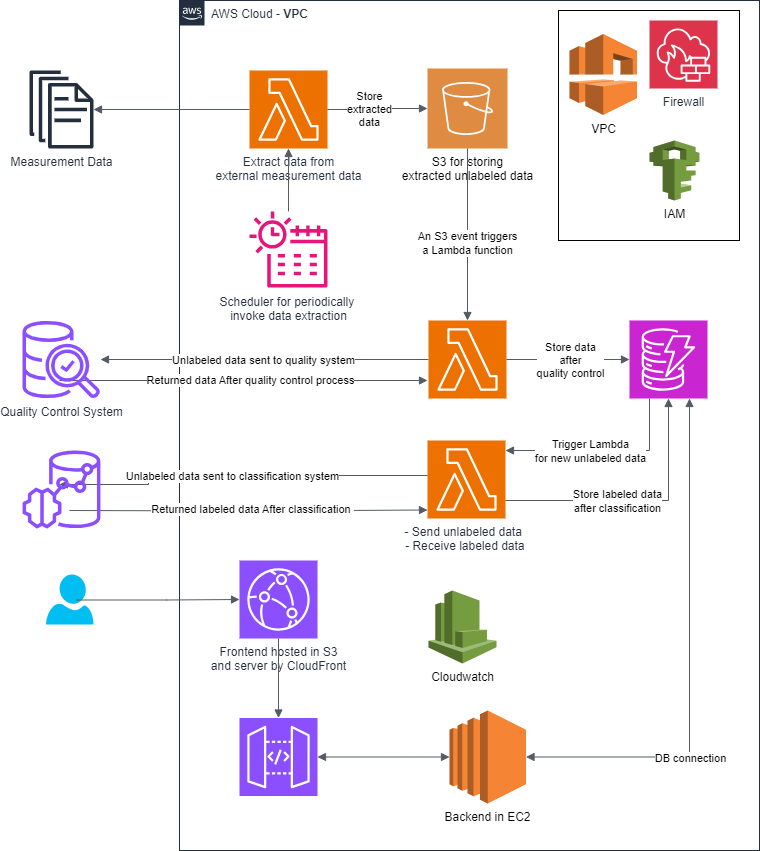 aws
AWS Cloud - VPC
Firewall
VPC
IAM
Measurement Data
Store
extracted
data
Extract data from
external measurement data
S3 for storing
extracted unlabeled data
An S3 event triggers
a Lambda function
Scheduler for periodically
invoke data extraction
Unlabeled data sent to quality system
Returned data After quality control process
Store data
after
quality control
Quality Control System
Trigger Lambda
for new unlabeled data
Unlabeled data sent to classification system
Returned labeled data After classification
Store labeled data
after classification
- Send unlabeled data
- Receive labeled data
Frontend hosted in S3
and server by CloudFront
Cloudwatch
</>
DB connection
Backend in EC2